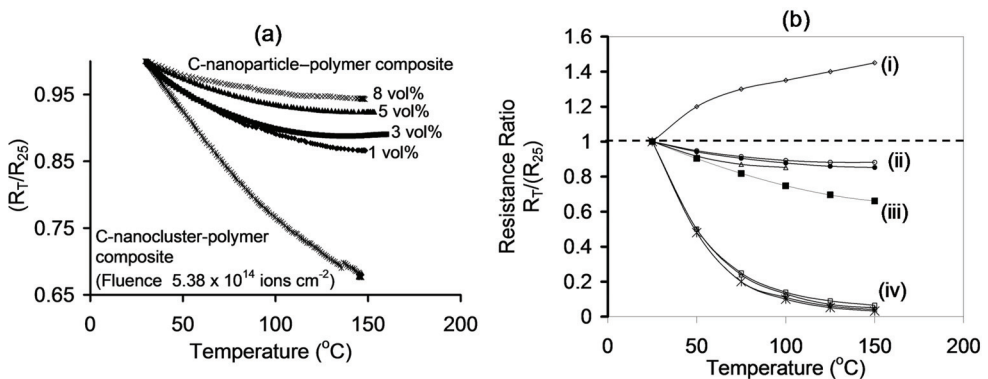 (a)
C-nanoparticle–polymer composite
8 vol%
5 vol%
3 vol%
1 vol%
0.95
0.85
0.75
0.65
(R_T/R_25)
C-nanocluster-polymer
composite
(Fluence 5.38 x 10^14 ions cm^-2)
0
50
100
150
200
Temperature (°C)
(b)
1.6
1.4
1.2
1
0.8
0.6
0.4
0.2
0
Resistance Ratio
R_T/(R_25)
(i)
(ii)
(iii)
(iv)
0
50
100
150
200
Temperature (°C)